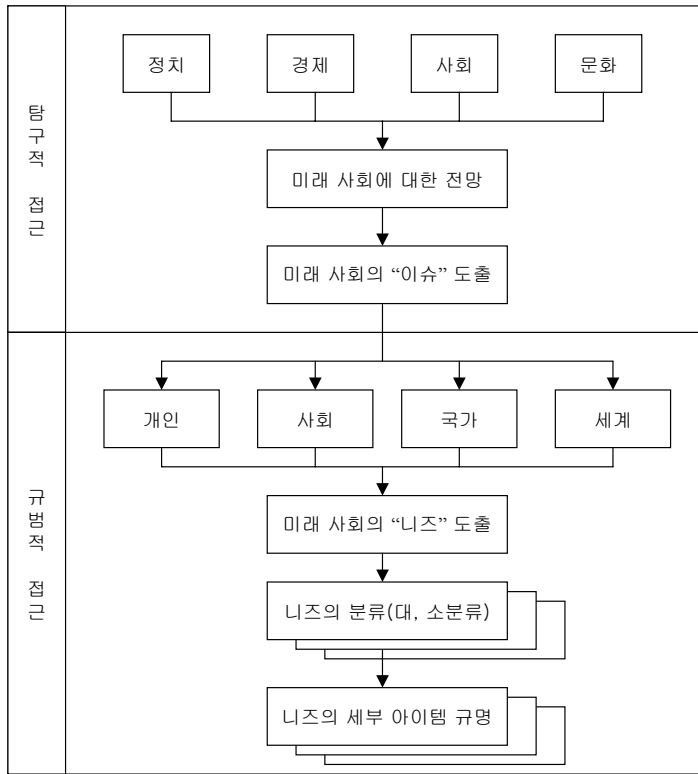 탐구적 접근
정치
경제
사회
문화
미래 사회에 대한 전망
미래 사회의 “이슈” 도출
규범적 접근
개인
사회
국가
세계
미래 사회의 “니즈” 도출
니즈의 분류(대, 소분류)
니즈의 세부 아이템 규명